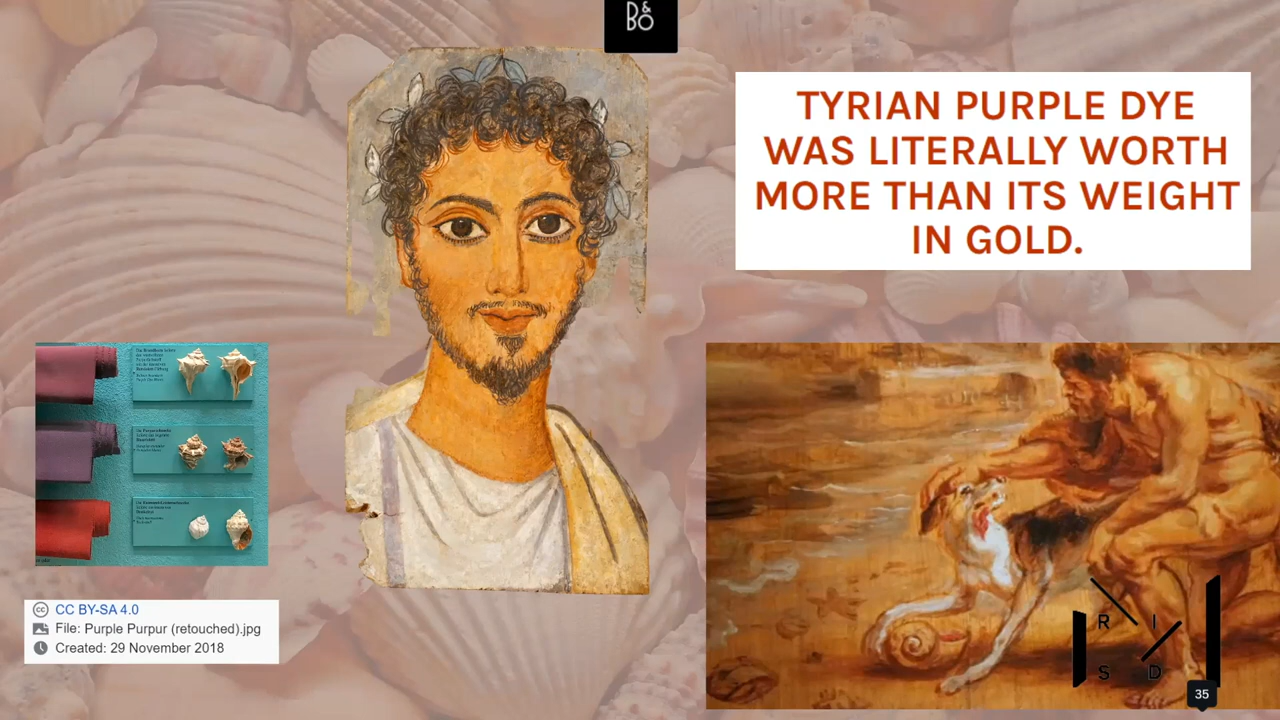 B&O
TYRIAN PURPLE DYE
WAS LITERALLY WORTH
MORE THAN ITS WEIGHT
IN GOLD.
CC BY-SA 4.0
File: Purple Purpur (retouched).jpg
Created: 29 November 2018
R I
S D
35